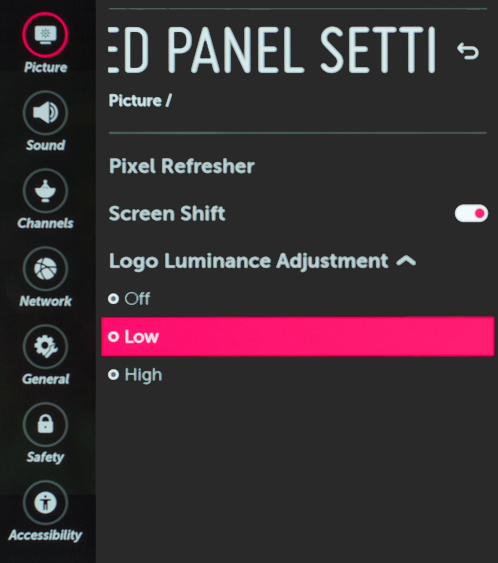 ED PANEL SETTI
Picture /
Pixel Refresher
Screen Shift
Logo Luminance Adjustment
Off
Low
High
Picture
Sound
Channels
Network
General
Safety
Accessibility